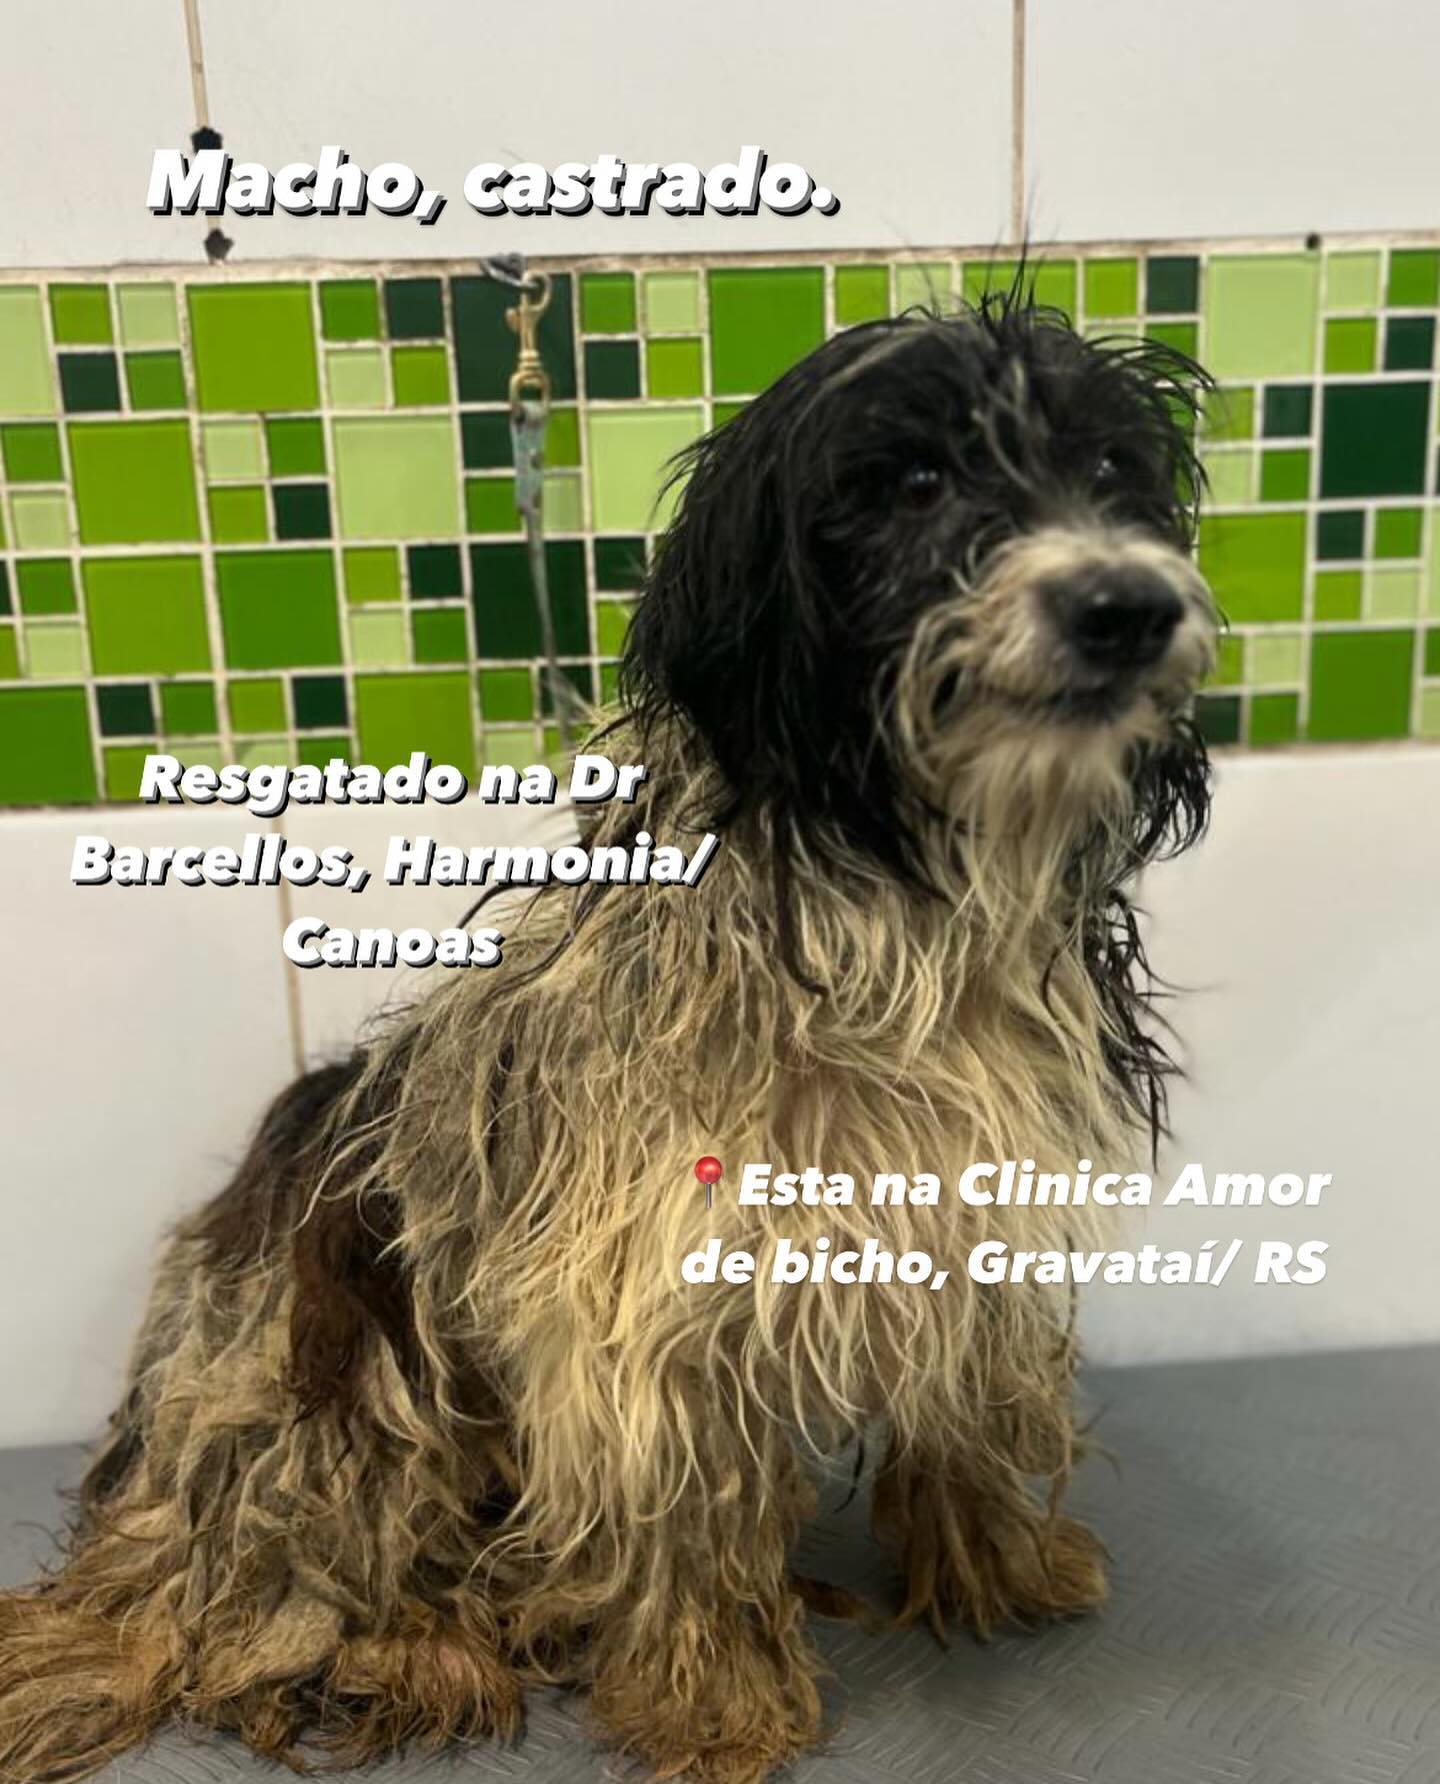 Macho, castrado.
Resgatado na Dr
Barcellos, Harmonia/
Canoas
📍Esta na Clinica Amor
de bicho, Gravataí/ RS